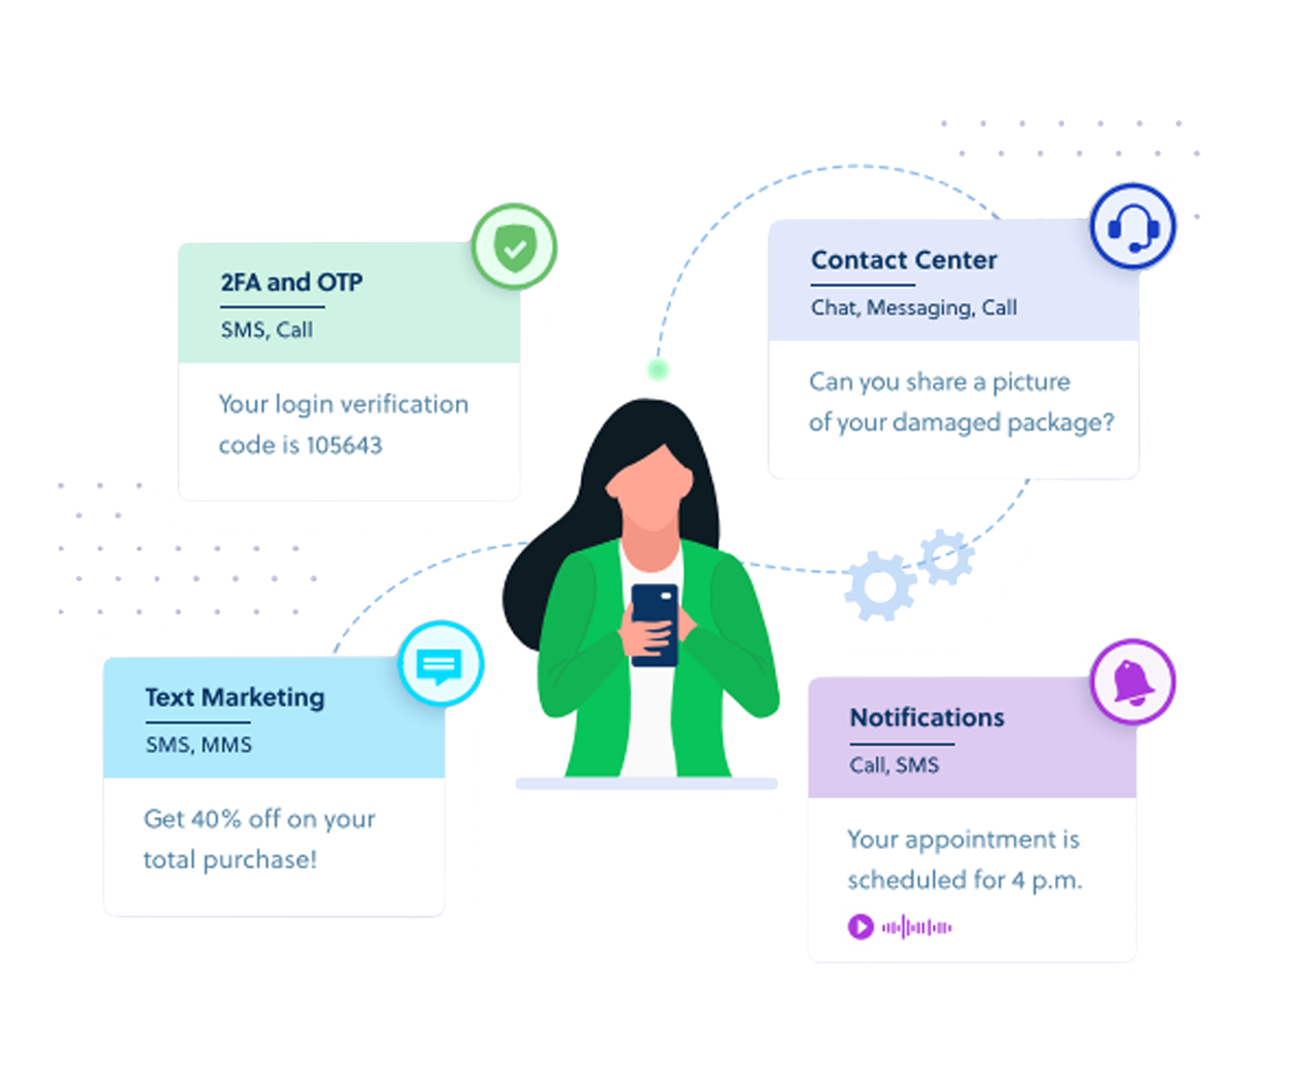 2FA and OTP
SMS, Call
Your login verification
code is 105643
Contact Center
Chat, Messaging, Call
Can you share a picture
of your damaged package?
Text Marketing
SMS, MMS
Get 40% off on your
total purchase!
Notifications
Call, SMS
Your appointment is
scheduled for 4 p.m.